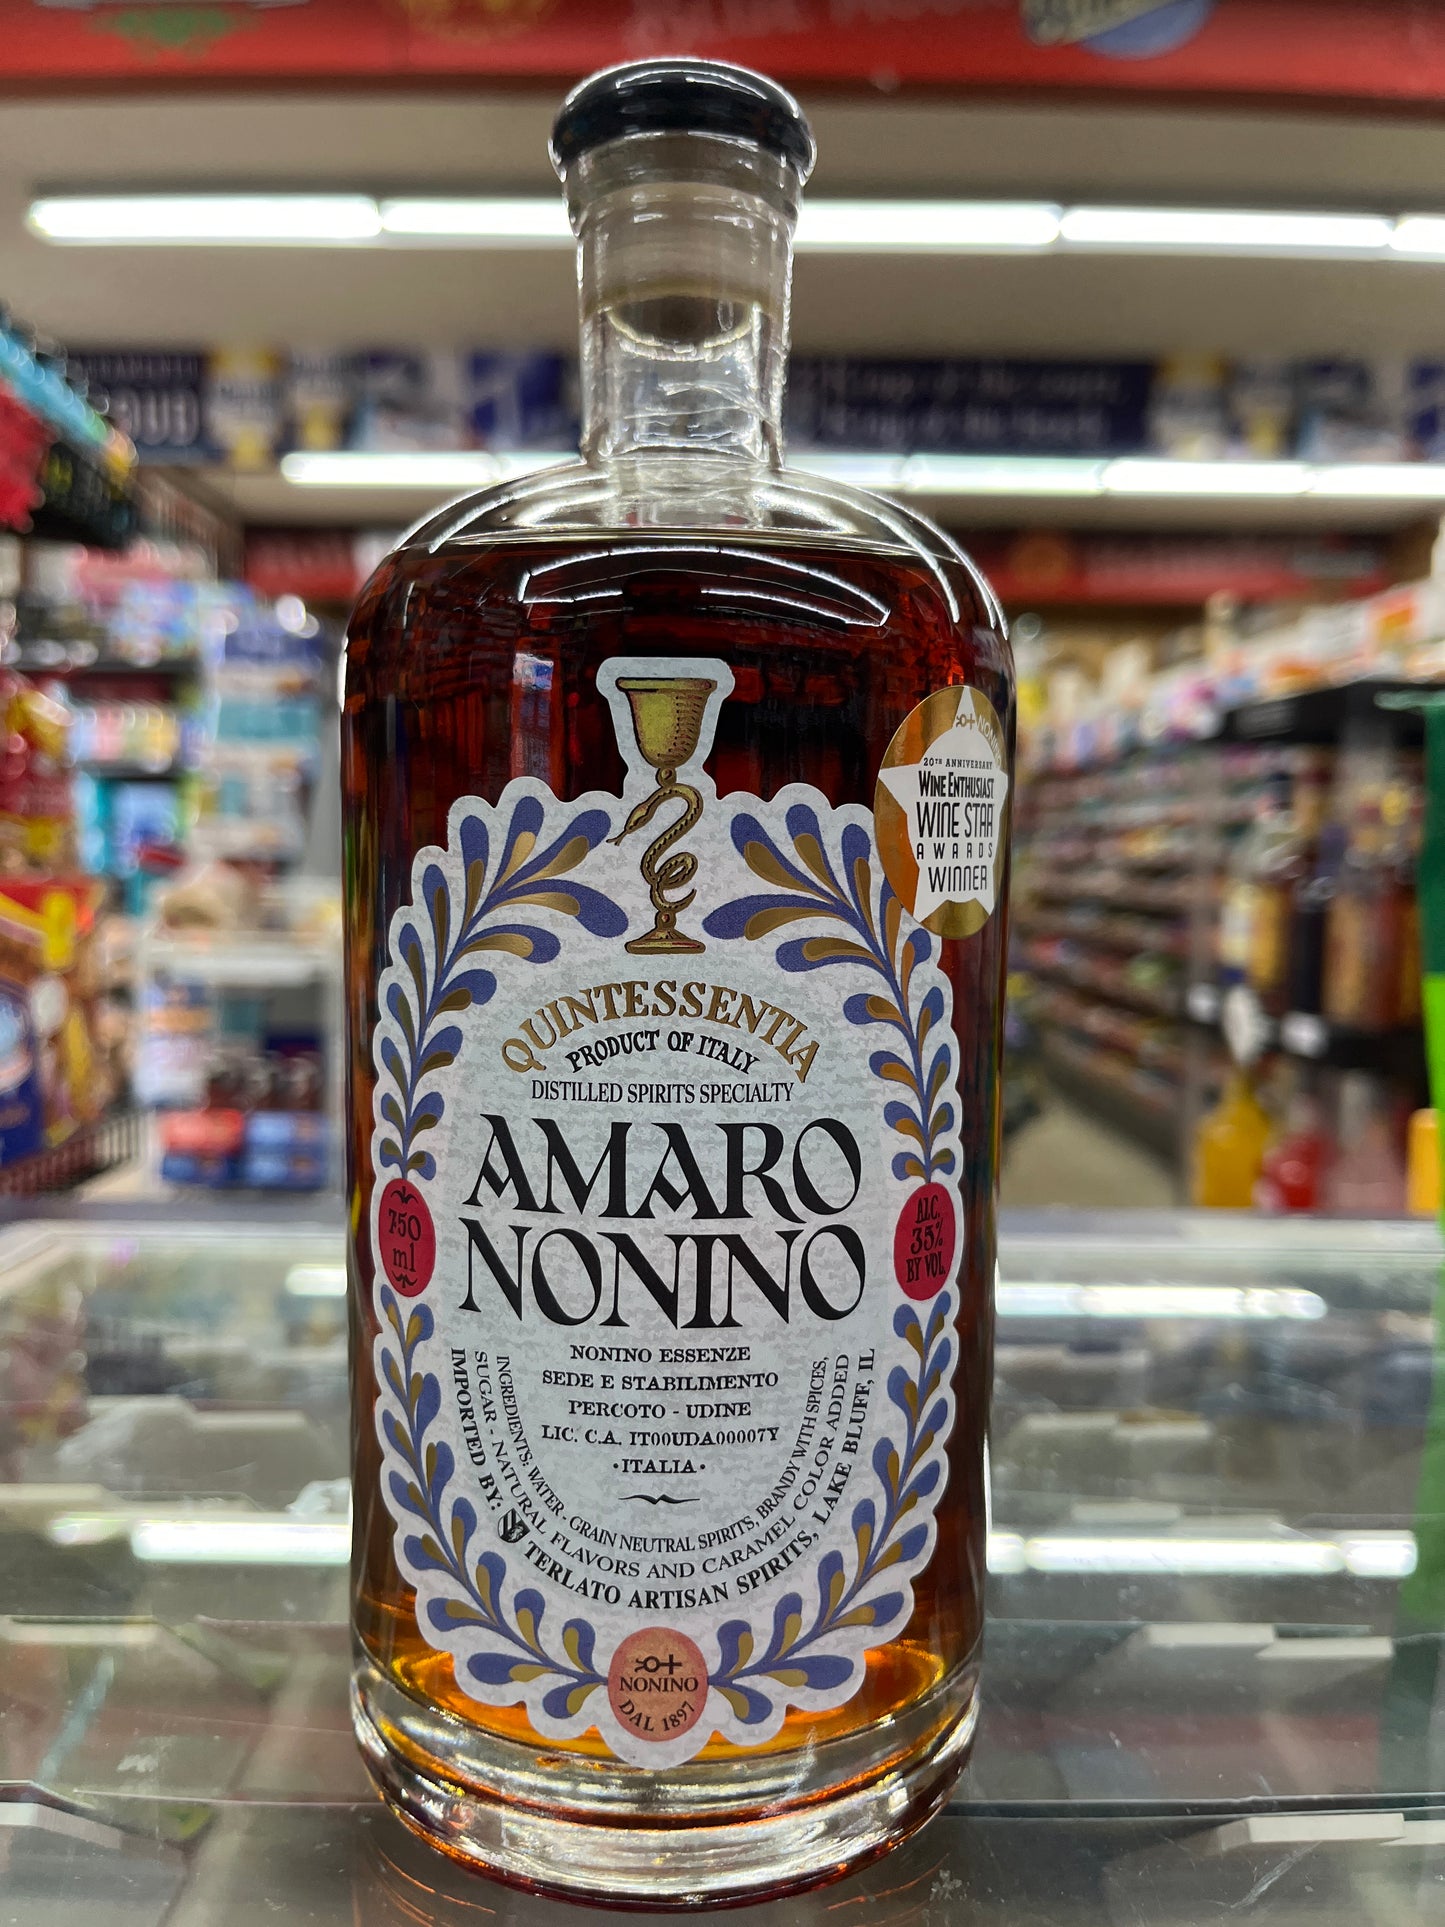 NONINO
20TH ANNIVERSARY
WINE ENTHUSIAST
WINE STAR
AWARDS
WINNER
QUINTESSENTIA
PRODUCT OF ITALY
DISTILLED SPIRITS SPECIALTY
AMARO
NONINO
750
ml
ALC.
35%
BY VOL.
NONINO ESSENZE
SEDE E STABILIMENTO
PERCOTO - UDINE
LIC. C.A. IT00UDA00007Y
·ITALIA·
INGREDIENTS: WATER - GRAIN NEUTRAL SPIRITS, BRANDY WITH SPICES,
SUGAR - NATURAL FLAVORS AND CARAMEL COLOR ADDED
IMPORTED BY: TERLATO ARTISAN SPIRITS, LAKE BLUFF, IL
NONINO
DAL 1897